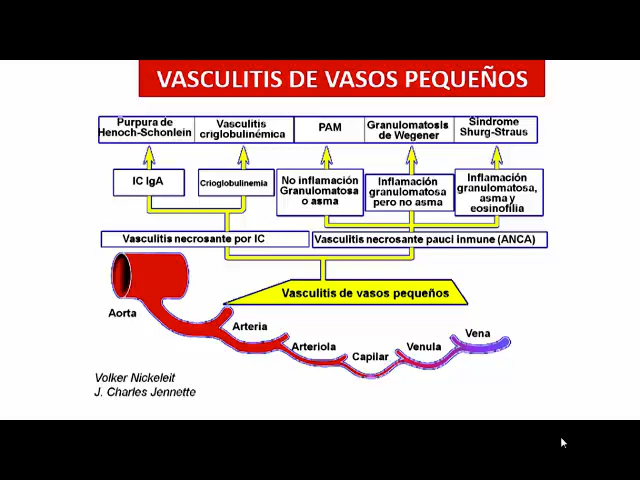 VASCULITIS DE VASOS PEQUEÑOS
Purpura de
Henoch-Schonlein
Vasculitis
criglobulinémica
PAM
Granulomatosis
de Wegener
Sindrome
Shurg-Straus
IC IgA
Crioglobulinemia
No inflamación
Granulomatosa
o asma
Inflamación
granulomatosa
pero no asma
Inflamación
granulomatosa,
asma y
eosinofilia
Vasculitis necrosante por IC
Vasculitis necrosante pauci inmune (ANCA)
Vasculitis de vasos pequeños
Aorta
Arteria
Arteriola
Capilar
Venula
Vena
Volker Nickeleit
J. Charles Jennette